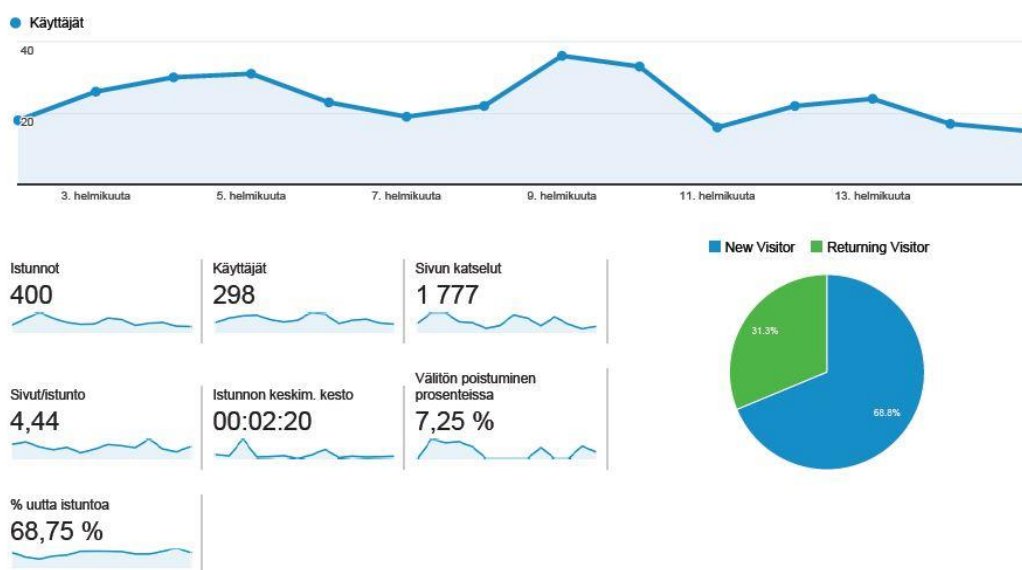 Käyttäjät
40
20
3. helmikuuta
5. helmikuuta
7. helmikuuta
9. helmikuuta
11. helmikuuta
13. helmikuuta
New Visitor
Returning Visitor
Istunnot
400
Käyttäjät
298
Sivun katselut
1 777
31.3%
68.8%
Sivut/istunto
4,44
Istunnon keskim. kesto
00:02:20
Välitön poistuminen
prosenteissa
7,25 %
% uutta istuntoa
68,75 %